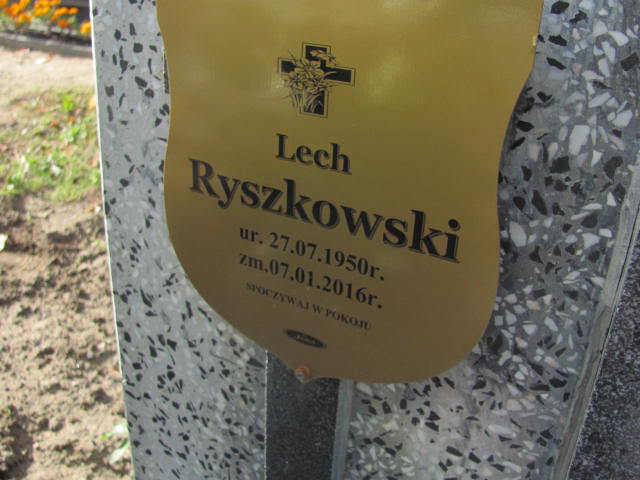 Lech
Ryszkowski
ur. 27.07.1950r.
zm.07.01.2016r.
SPOCZYWAJ W POKOJU